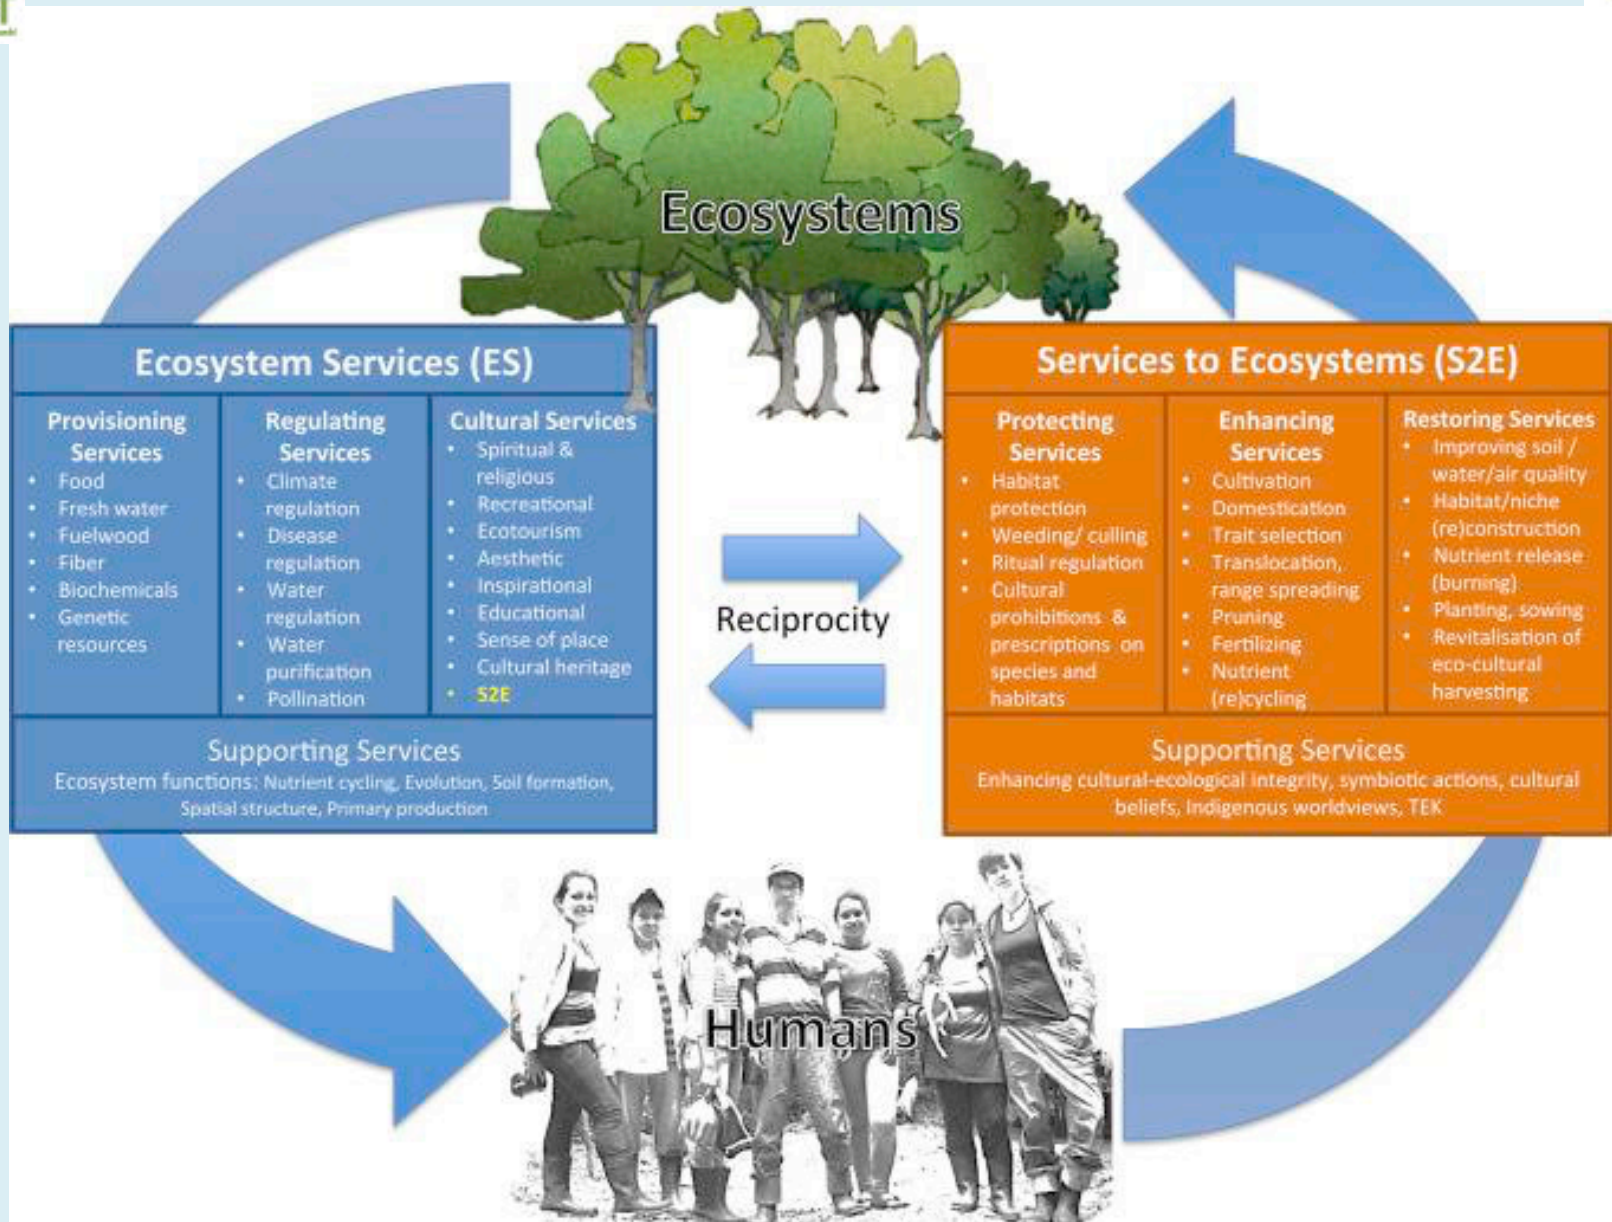 Ecosystems
Ecosystem Services (ES)
Provisioning
Services
• Food
• Fresh water
• Fuelwood
• Fiber
• Biochemicals
• Genetic
resources
Regulating
Services
• Climate
regulation
• Disease
regulation
• Water
regulation
• Water
purification
• Pollination
Cultural Services
• Spiritual &
religious
• Recreational
• Ecotourism
• Aesthetic
• Inspirational
• Educational
• Sense of place
• Cultural heritage
• S2E
Supporting Services
Ecosystem functions: Nutrient cycling, Evolution, Soil formation,
Spatial structure, Primary production
Reciprocity
Services to Ecosystems (S2E)
Protecting
Services
• Habitat
protection
• Weeding/ culling
• Ritual regulation
• Cultural
prohibitions &
prescriptions on
species and
habitats
Enhancing
Services
• Cultivation
• Domestication
• Trait selection
• Translocation,
range spreading
• Pruning
• Fertilizing
• Nutrient
(re)cycling
Restoring Services
• Improving soil /
water/air quality
• Habitat/niche
(re)construction
• Nutrient release
(burning)
• Planting, sowing
• Revitalisation of
eco-cultural
harvesting
Supporting Services
Enhancing cultural-ecological integrity, symbiotic actions, cultural
beliefs, Indigenous worldviews, TEK
Humans